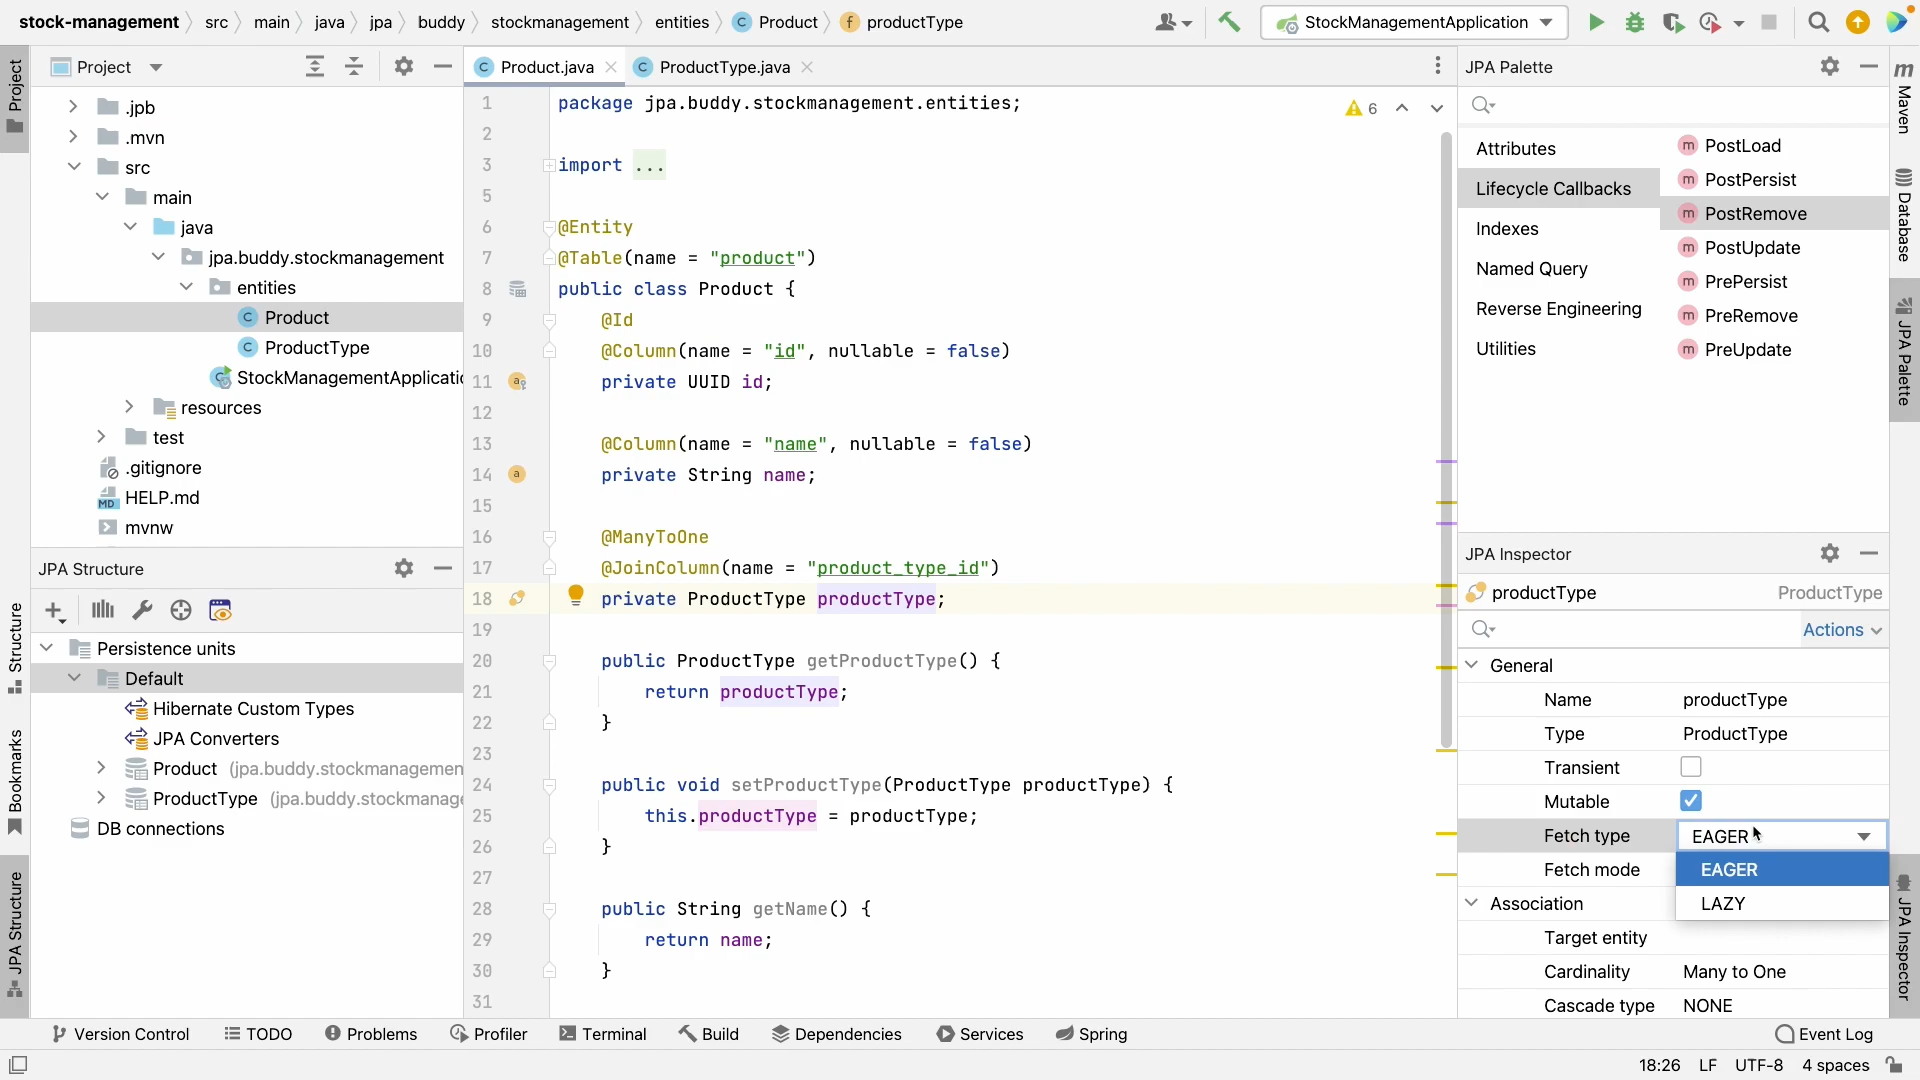 stock-management src main java jpa buddy stockmanagement entities Product productType
StockManagementApplication
Project
.jpb
.mvn
src
main
java
jpa.buddy.stockmanagement
entities
Product
ProductType
StockManagementApplicatio
resources
test
.gitignore
HELP.md
mvnw
JPA Structure
Persistence units
Default
Hibernate Custom Types
JPA Converters
Product (jpa.buddy.stockmanagemen
ProductType (jpa.buddy.stockmanage
DB connections
Project
Structure
Bookmarks
JPA Structure
Product.java ProductType.java
6
1 package jpa.buddy.stockmanagement.entities;
2
3 import ...
5
6 @Entity
7 @Table(name = "product")
8 public class Product {
9 @Id
10 @Column(name = "id", nullable = false)
11 private UUID id;
12
13 @Column(name = "name", nullable = false)
14 private String name;
15
16 @ManyToOne
17 @JoinColumn(name = "product_type_id")
18 private ProductType productType;
19
20 public ProductType getProductType() {
21 return productType;
22 }
23
24 public void setProductType(ProductType productType) {
25 this.productType = productType;
26 }
27
28 public String getName() {
29 return name;
30 }
31
JPA Palette
Attributes
Lifecycle Callbacks
Indexes
Named Query
Reverse Engineering
Utilities
PostLoad
PostPersist
PostRemove
PostUpdate
PrePersist
PreRemove
PreUpdate
JPA Inspector
productType ProductType
Actions
General
Name productType
Type ProductType
Transient
Mutable
Fetch type EAGER
EAGER
Fetch mode
LAZY
Association
Target entity
Cardinality Many to One
Cascade type NONE
Maven
Database
JPA Palette
JPA Inspector
Version Control TODO Problems Profiler Terminal Build Dependencies Services Spring Event Log
18:26 LF UTF-8 4 spaces